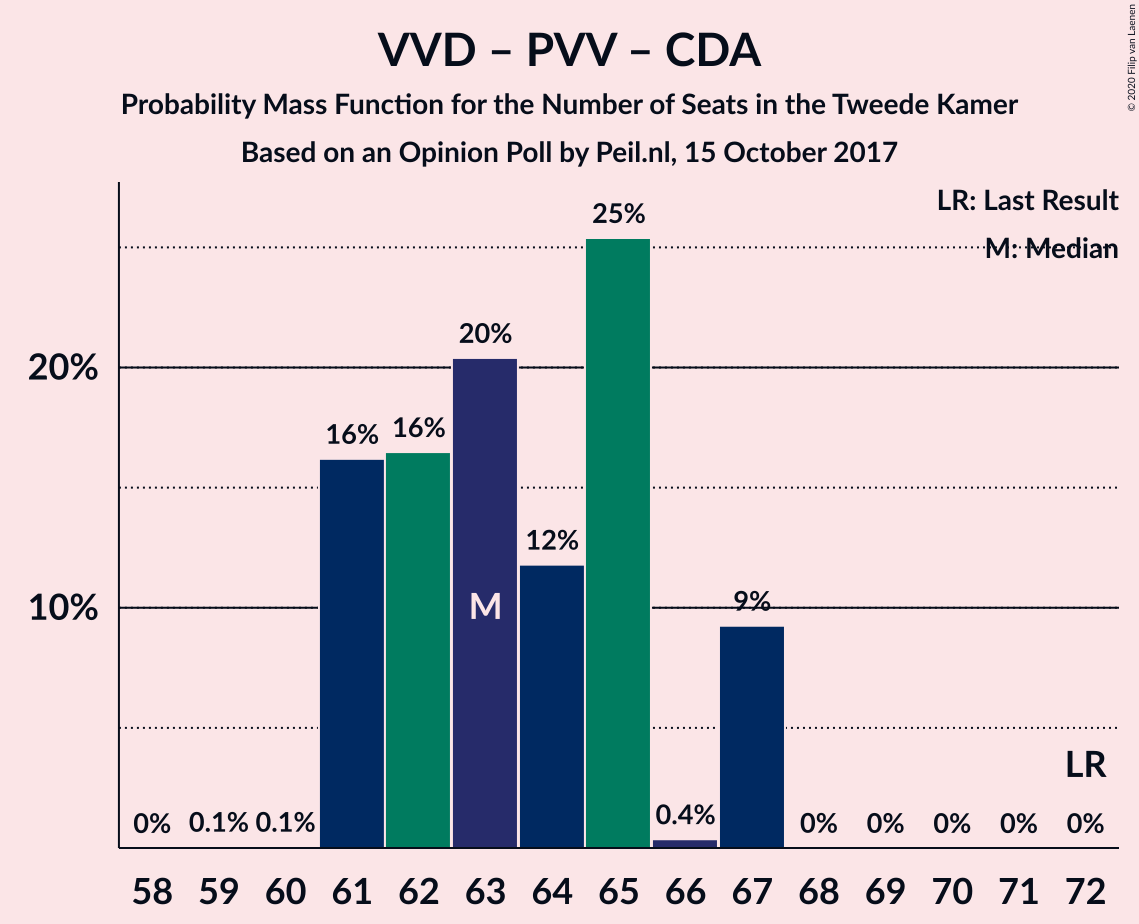 VVD – PVV – CDA
Probability Mass Function for the Number of Seats in the Tweede Kamer
Based on an Opinion Poll by Peil.nl, 15 October 2017
© 2020 Filip van Laenen
LR: Last Result
M: Median
25%
20%
20%
16%
16%
12%
10%
M
9%
LR
0%
0.1%
0.1%
0.4%
0%
0%
0%
0%
0%
58 59 60 61 62 63 64 65 66 67 68 69 70 71 72